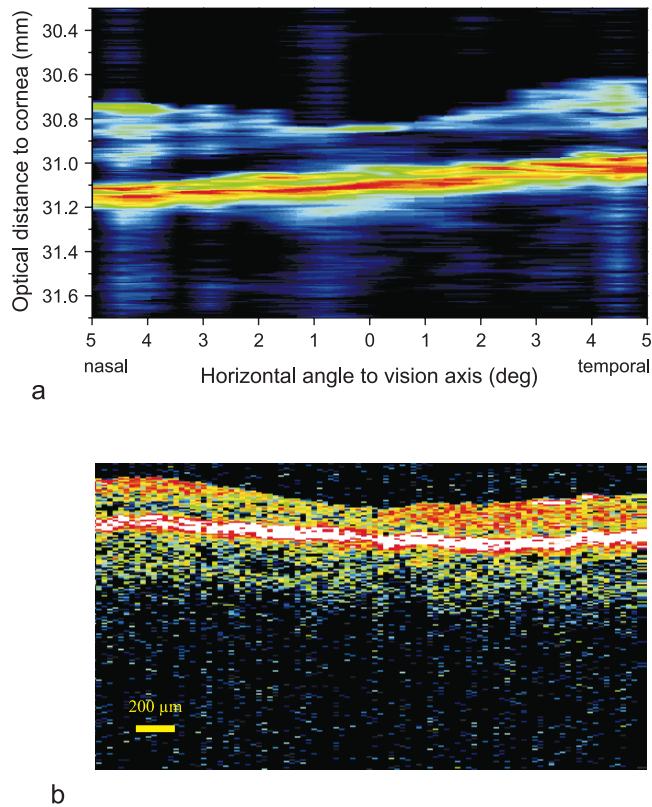 Optical distance to cornea (mm)
30.4
30.6
30.8
31.0
31.2
31.4
31.6
5 4 3 2 1 0 1 2 3 4 5
nasal
temporal
Horizontal angle to vision axis (deg)
a
200 µm
b